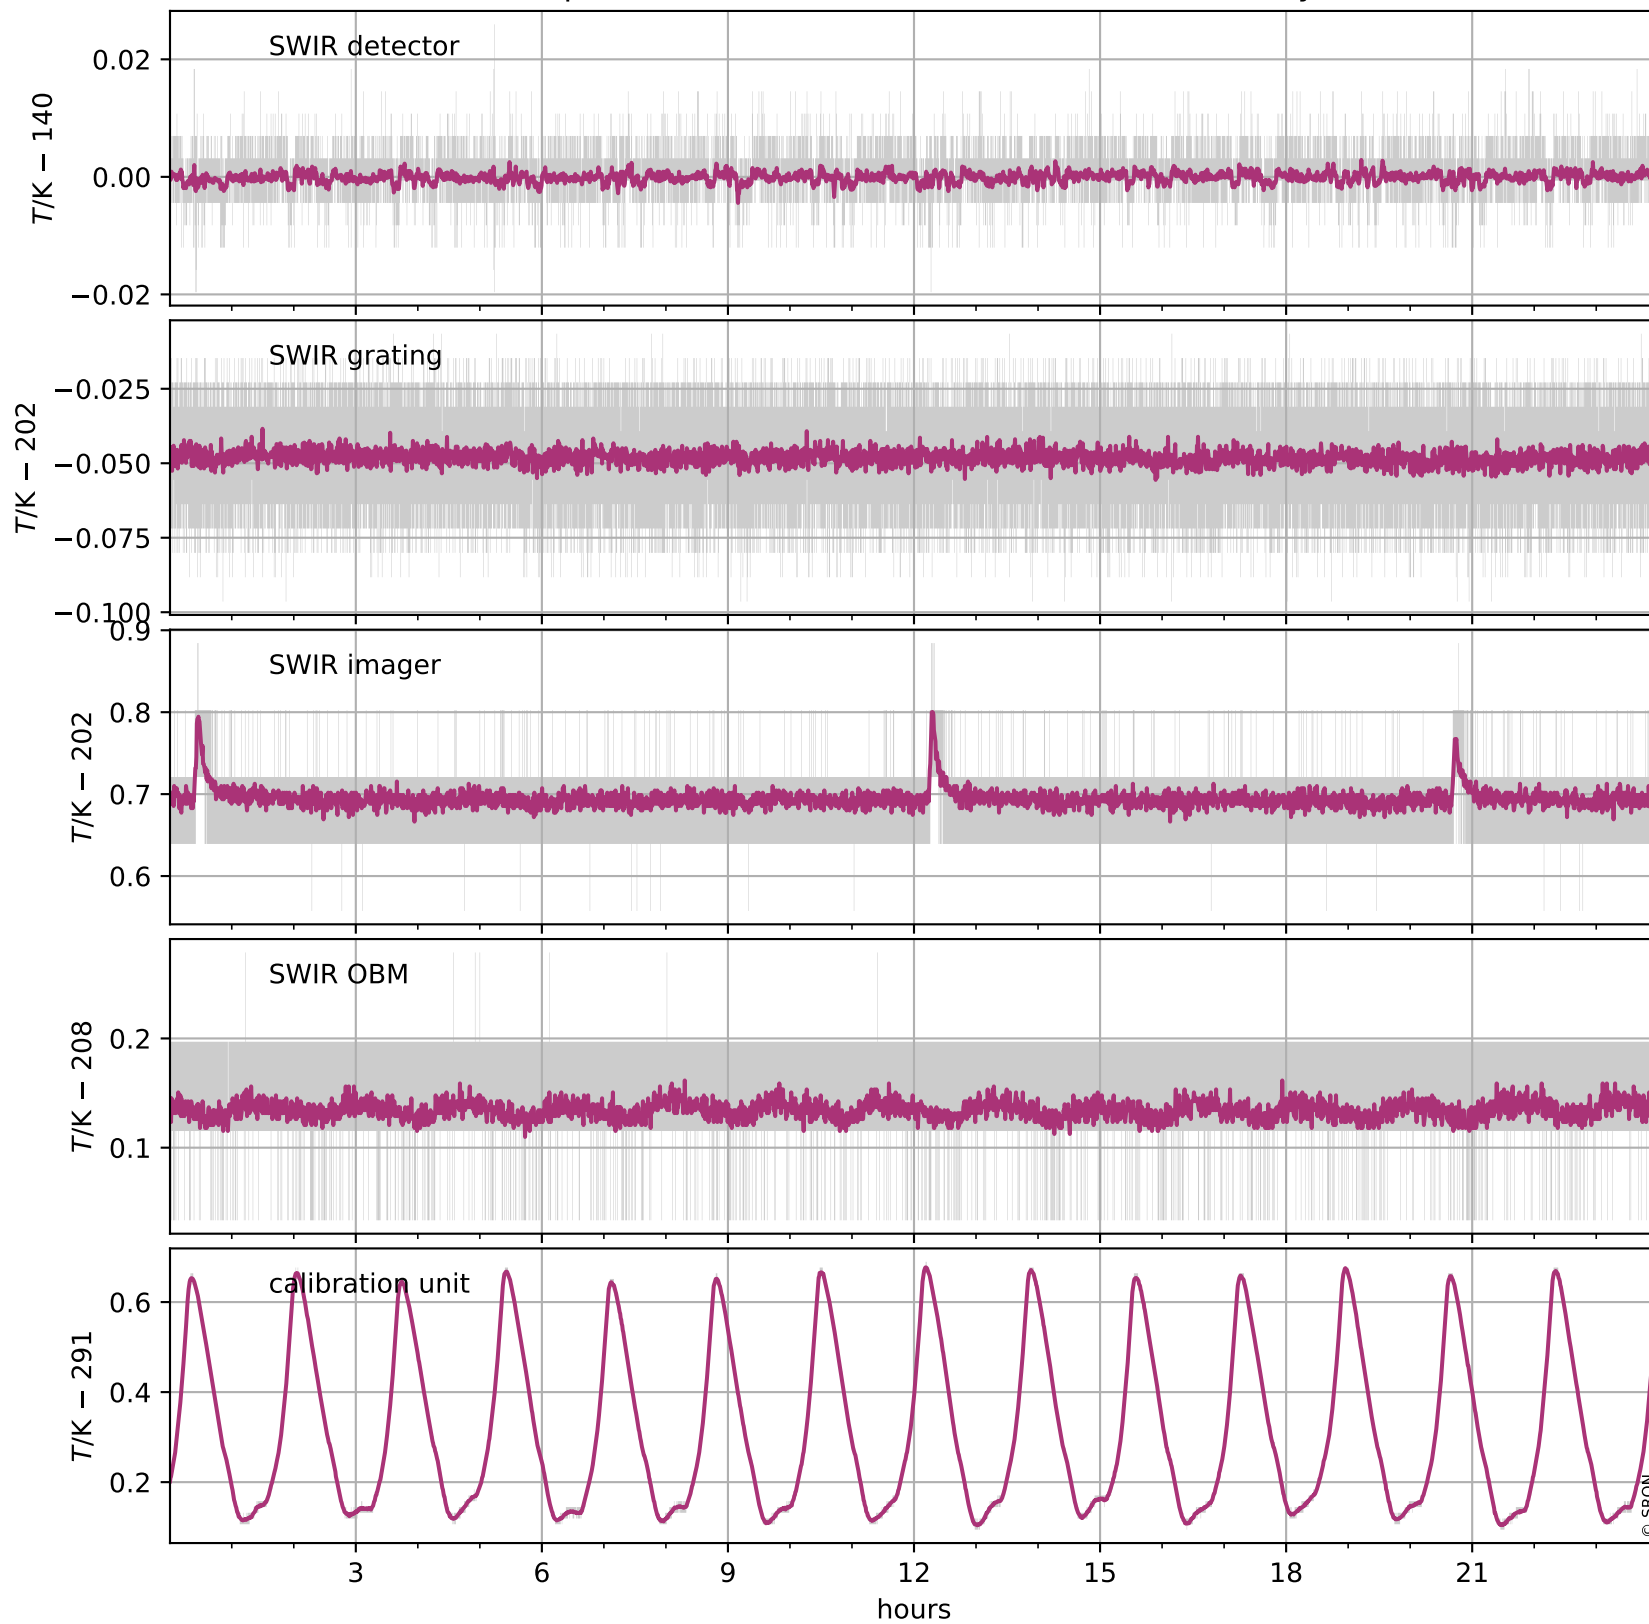 SWIR detector
0.02
0.00
−0.02
T/K − 140
SWIR grating
−0.025
−0.050
−0.075
−0.100
T/K − 202
SWIR imager
0.9
0.8
0.7
0.6
T/K − 202
SWIR OBM
0.2
0.1
T/K − 208
calibration unit
0.6
0.4
0.2
T/K − 291
3 6 9 12 15 18 21
hours
© SRON